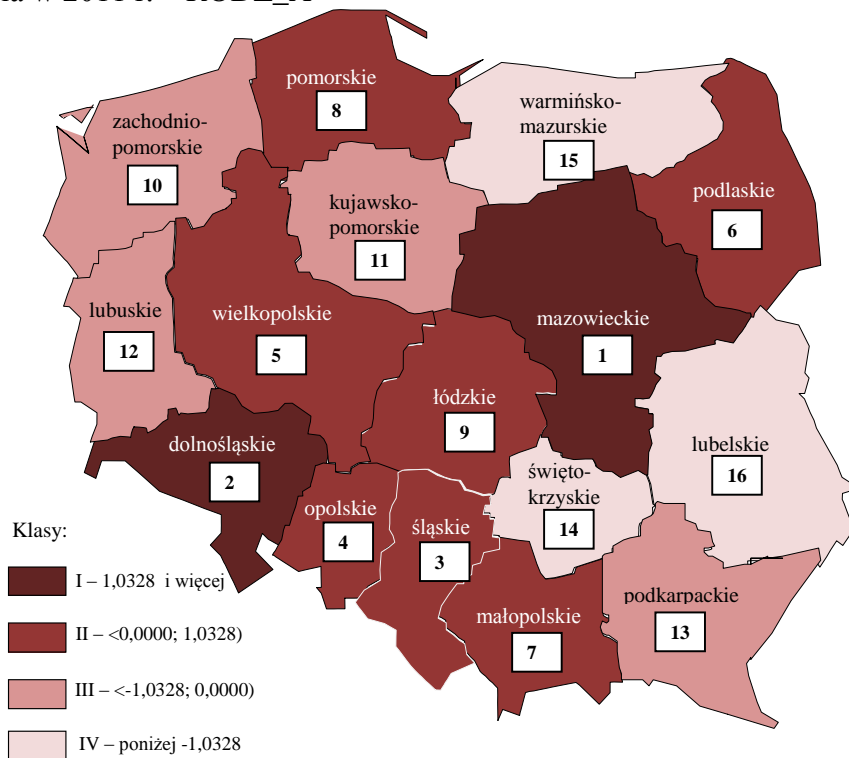 pomorskie
8
warmińsko-
mazurskie
15
zachodnio-
pomorskie
10
podlaskie
6
kujawsko-
pomorskie
11
lubuskie
12
wielkopolskie
5
mazowieckie
1
łódzkie
9
dolnośląskie
2
lubelskie
16
święto-
krzyskie
14
opolskie
4
śląskie
3
małopolskie
7
podkarpackie
13
Klasy:
I – 1,0328 i więcej
II – <0,0000; 1,0328)
III – <-1,0328; 0,0000)
IV – poniżej -1,0328